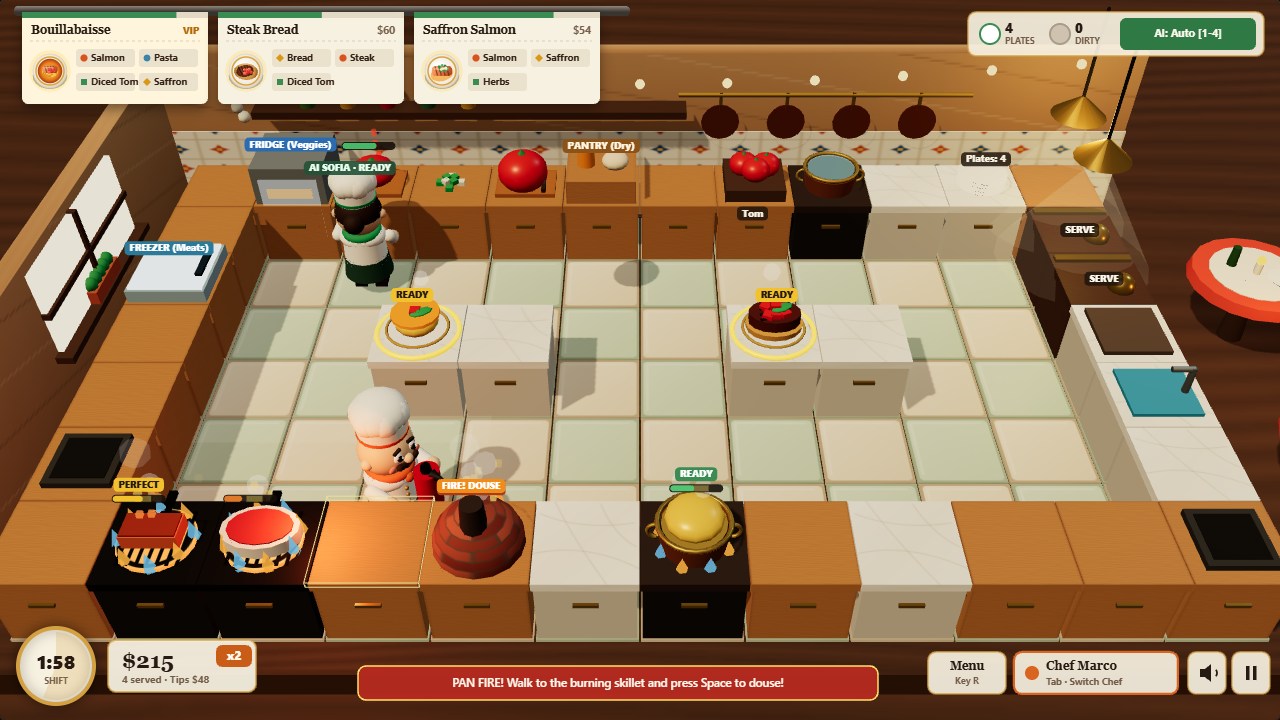 Bouillabaisse VIP
Salmon Pasta
Diced Tom Saffron
Steak Bread $60
Bread Steak
Diced Tom
Saffron Salmon $54
Salmon Saffron
Herbs
4 PLATES
0 DIRTY
AI: Auto [1-4]
FRIDGE (Veggies)
AI SOFIA · READY
PANTRY (Dry)
Plates: 4
Tom
SERVE
SERVE
FREEZER (Meats)
READY
READY
PERFECT
FIRE! DOUSE
READY
1:58
SHIFT
$215 x2
4 served · Tips $48
PAN FIRE! Walk to the burning skillet and press Space to douse!
Menu
Key R
Chef Marco
Tab · Switch Chef